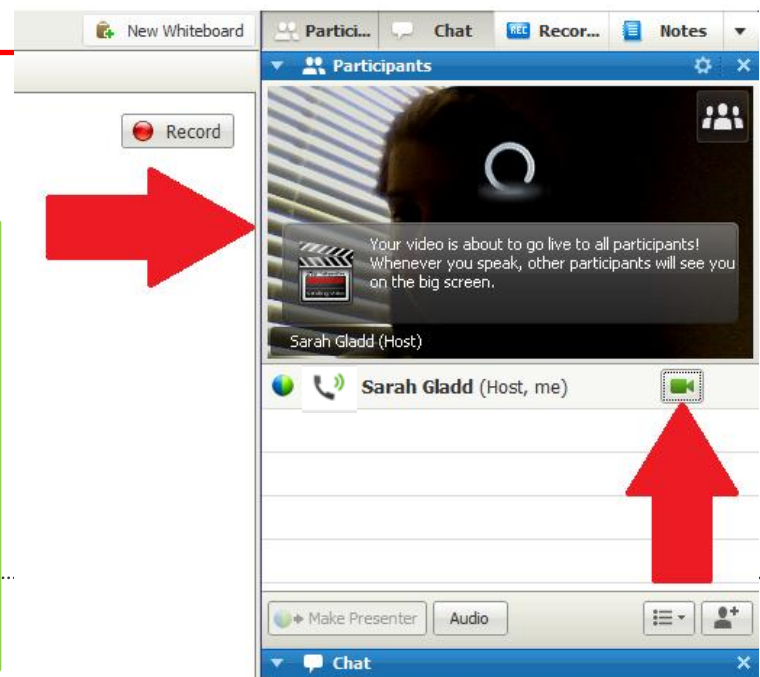 New Whiteboard
Partici... Chat REC Recor... Notes
Participants
Record
Your video is about to go live to all participants!
Whenever you speak, other participants will see you
on the big screen.
Sarah Gladd (Host)
Sarah Gladd (Host, me)
Make Presenter Audio
Chat